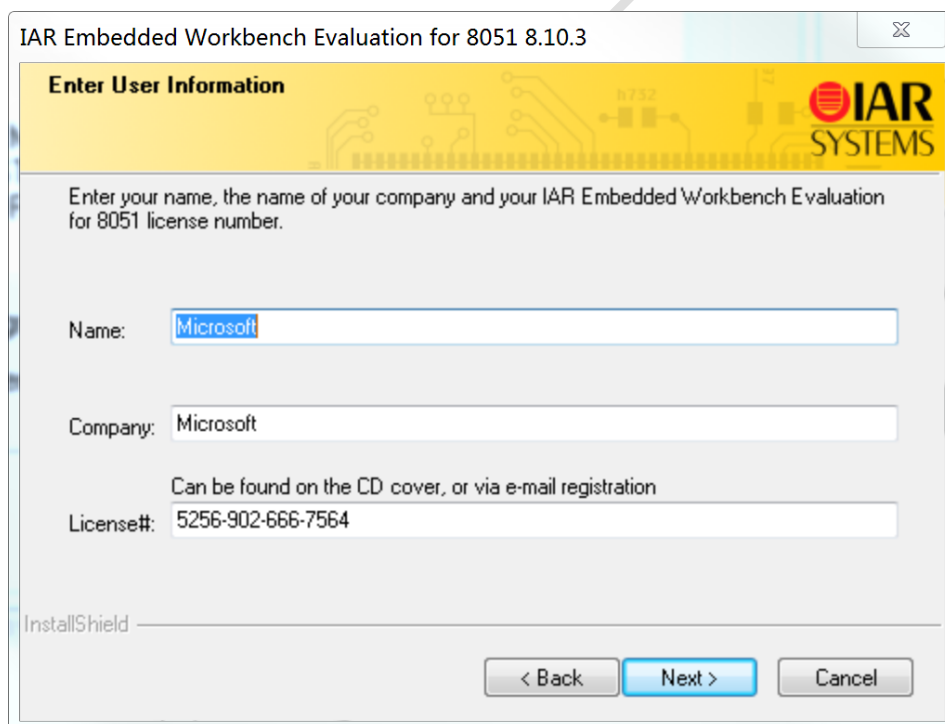 IAR Embedded Workbench Evaluation for 8051 8.10.3
Enter User Information
h732
IAR
SYSTEMS
Enter your name, the name of your company and your IAR Embedded Workbench Evaluation
for 8051 license number.
Name: Microsoft
Company: Microsoft
Can be found on the CD cover, or via e-mail registration
License#: 5256-902-666-7564
InstallShield
< Back Next > Cancel